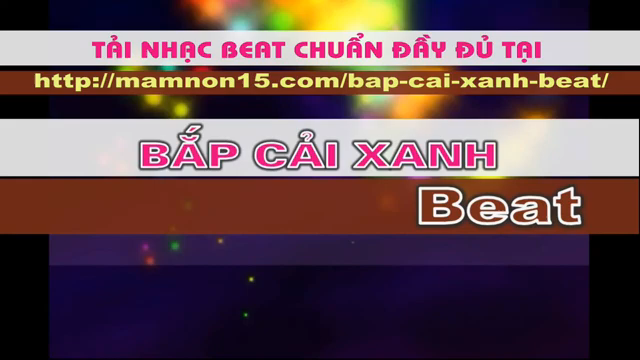 TẢI NHẠC BEAT CHUẨN ĐẦY ĐỦ TẠI
http://mamnon15.com/bap-cai-xanh-beat/
BẮP CẢI XANH
Beat